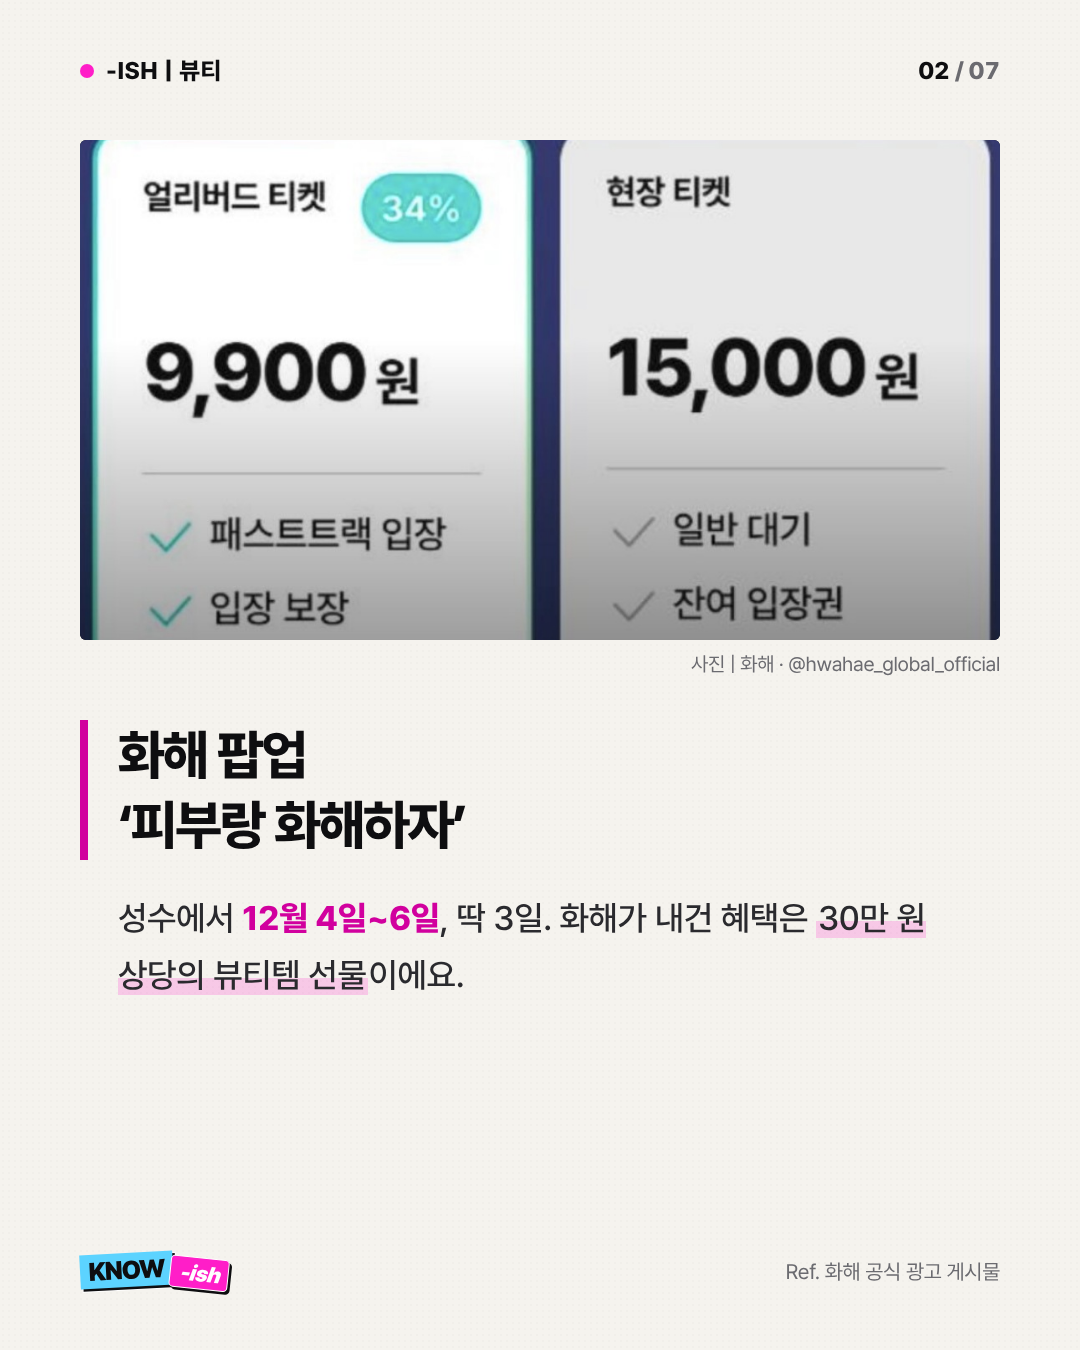 -ISH | 뷰티
02 / 07
얼리버드 티켓
34%
9,900원
패스트트랙 입장
입장 보장
현장 티켓
15,000원
일반 대기
잔여 입장권
사진 | 화해 · @hwahae_global_official
화해 팝업
‘피부랑 화해하자’
성수에서 12월 4일~6일, 딱 3일. 화해가 내건 혜택은 30만 원
상당의 뷰티템 선물이에요.
KNOW -ish
Ref. 화해 공식 광고 게시물